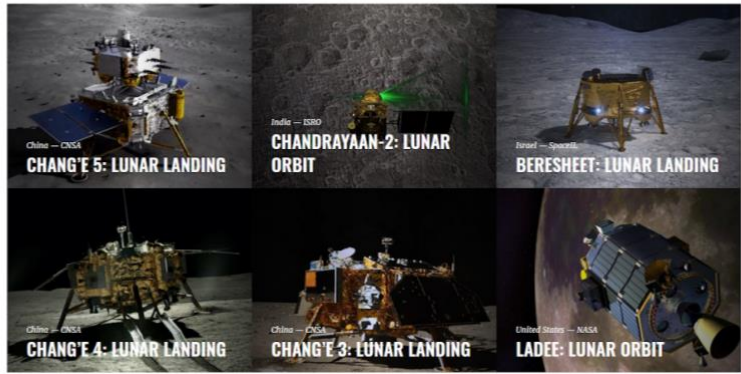 China — CNSA
CHANG'E 5: LUNAR LANDING
India — ISRO
CHANDRAYAAN-2: LUNAR
ORBIT
Israel — SpaceIL
BERESHEET: LUNAR LANDING
China — CNSA
CHANG'E 4: LUNAR LANDING
China — CNSA
CHANG'E 3: LUNAR LANDING
United States — NASA
LADEE: LUNAR ORBIT